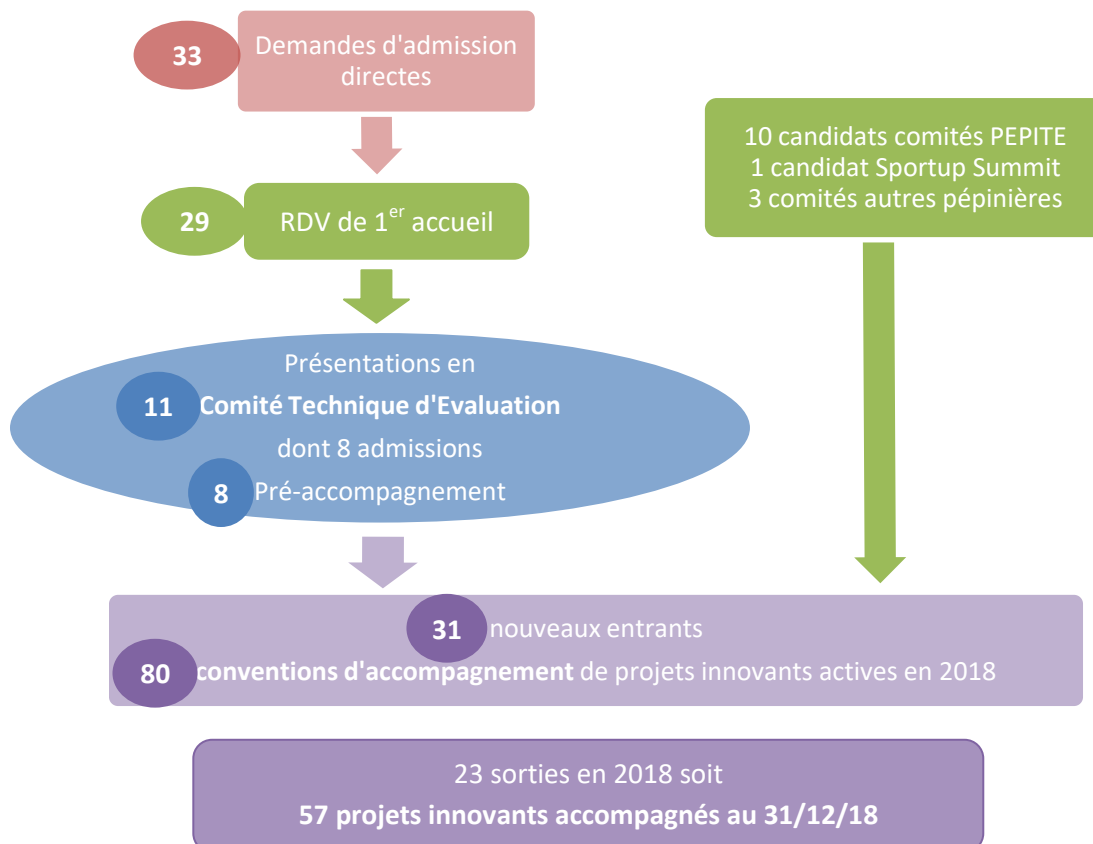 33 Demandes d'admission
directes
10 candidats comités PEPITE
1 candidat Sportup Summit
3 comités autres pépinières
29 RDV de 1er accueil
Présentations en
11 Comité Technique d'Evaluation
dont 8 admissions
8 Pré-accompagnement
31 nouveaux entrants
80 conventions d'accompagnement de projets innovants actives en 2018
23 sorties en 2018 soit
57 projets innovants accompagnés au 31/12/18